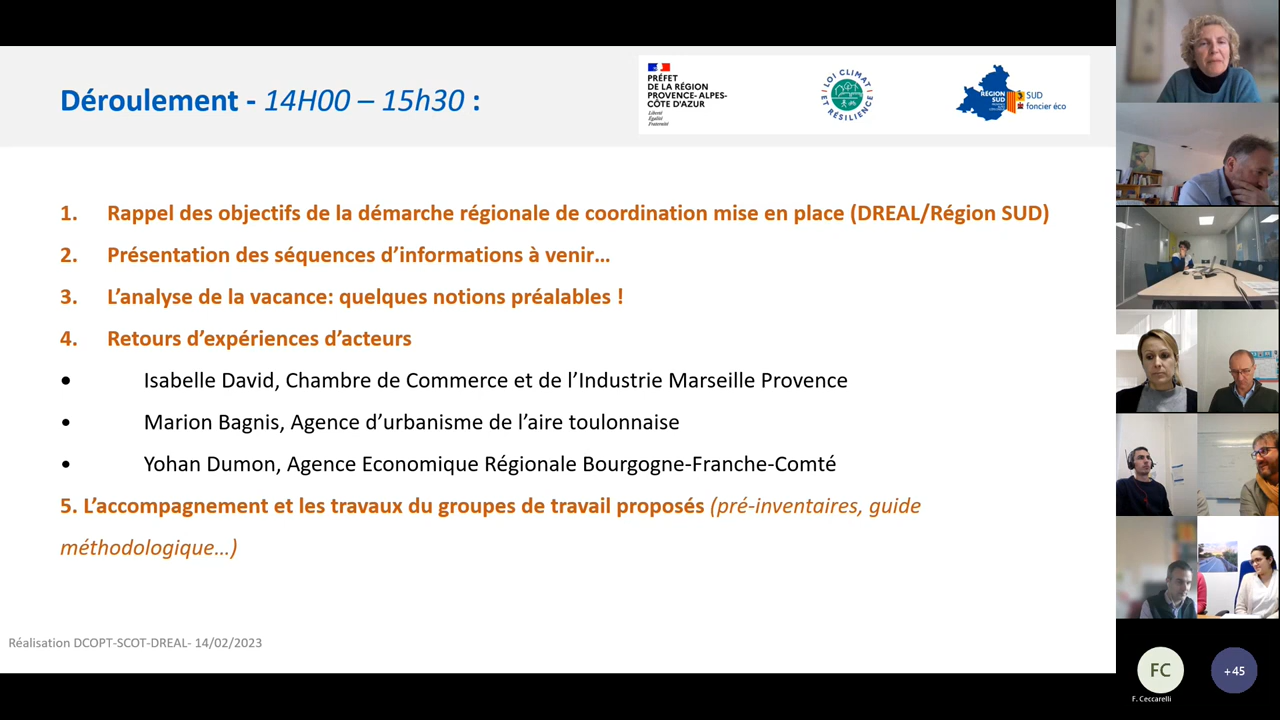 Déroulement - 14H00 – 15h30 :
PRÉFET
DE LA RÉGION
PROVENCE- ALPES-
CÔTE D'AZUR
Liberté
Égalité
Fraternité
LOI CLIMAT
ET RÉSILIENCE
RÉGION
SUD
SUD
foncier éco
1. Rappel des objectifs de la démarche régionale de coordination mise en place (DREAL/Région SUD)
2. Présentation des séquences d’informations à venir…
3. L’analyse de la vacance: quelques notions préalables !
4. Retours d’expériences d’acteurs
• Isabelle David, Chambre de Commerce et de l’Industrie Marseille Provence
• Marion Bagnis, Agence d’urbanisme de l’aire toulonnaise
• Yohan Dumon, Agence Economique Régionale Bourgogne-Franche-Comté
5. L’accompagnement et les travaux du groupes de travail proposés (pré-inventaires, guide
méthodologique…)
Réalisation DCOPT-SCOT-DREAL- 14/02/2023
FC
F. Ceccarelli
+45